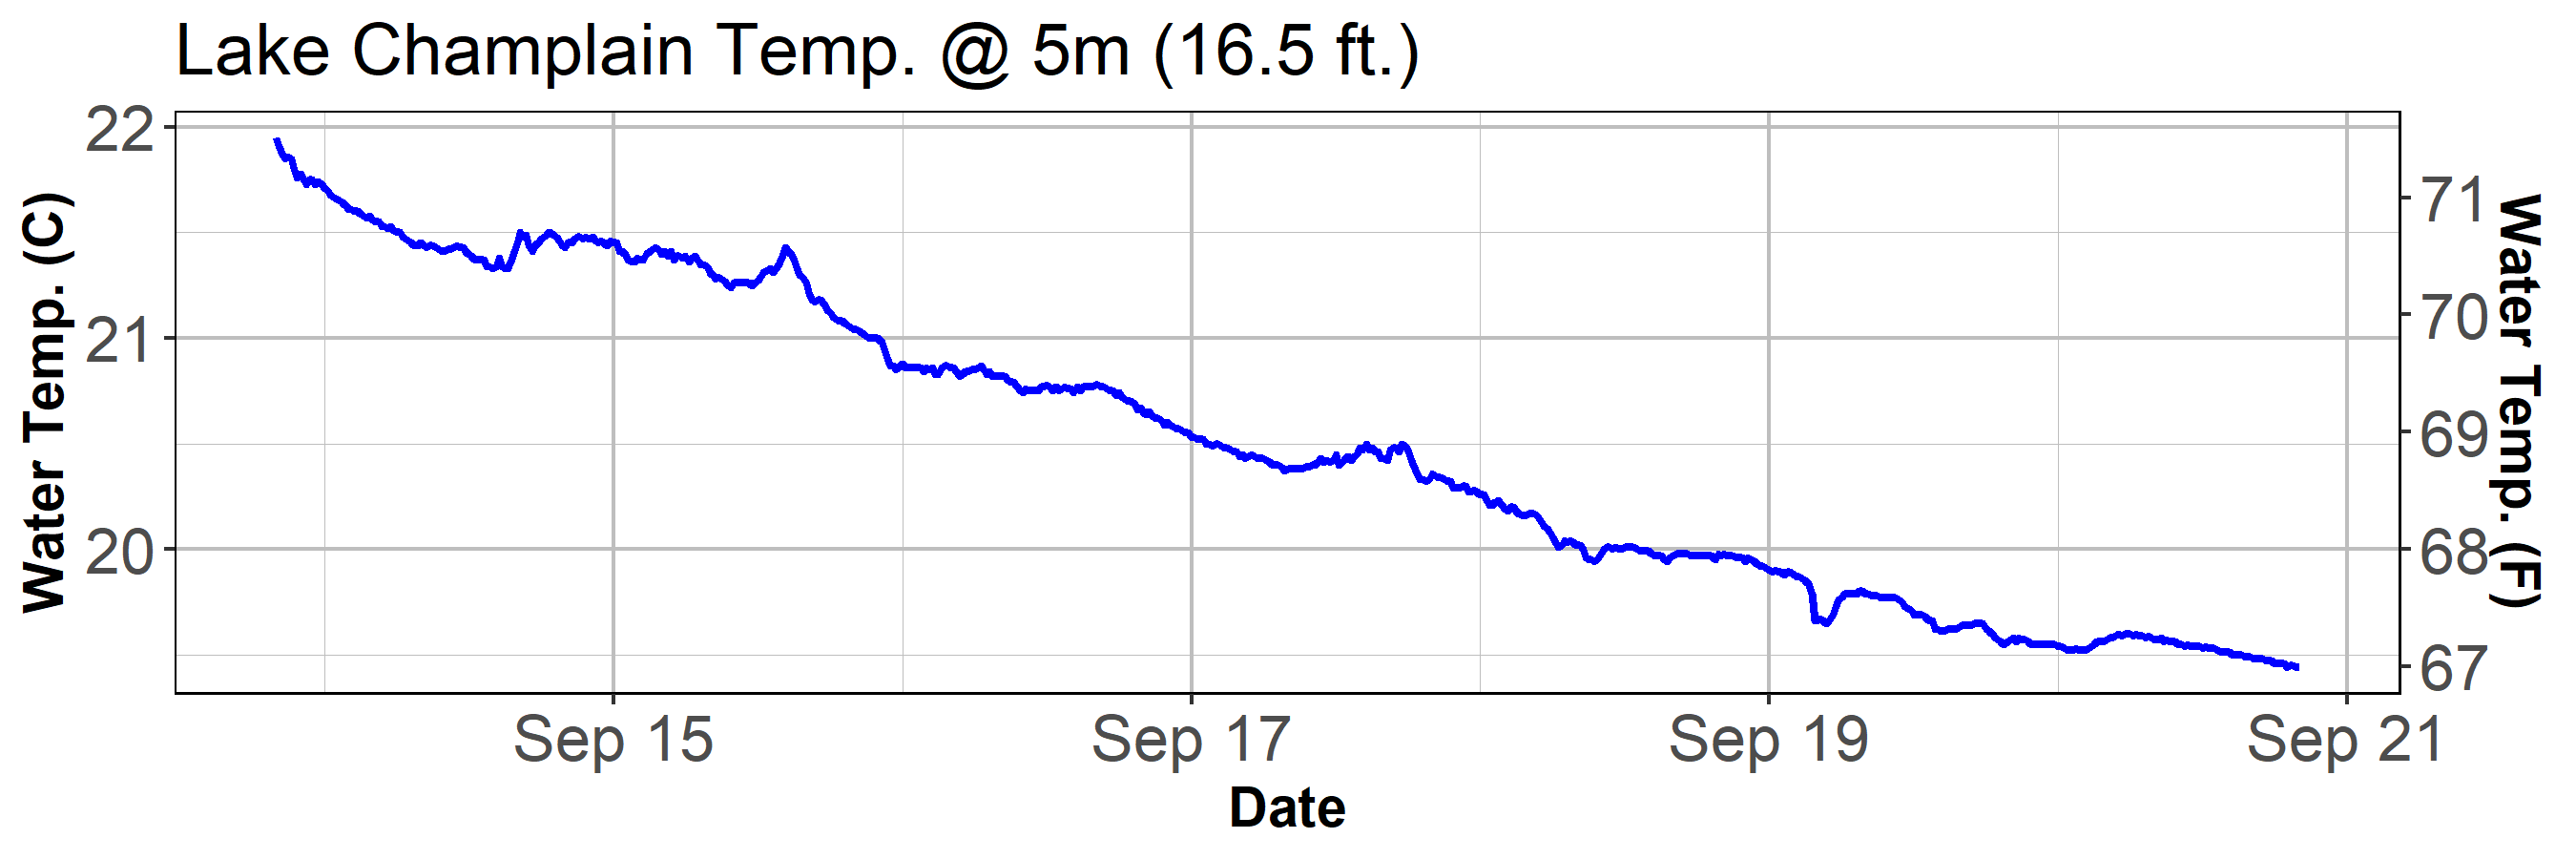 Lake Champlain Temp. @ 5m (16.5 ft.)
22
21
20
Water Temp. (C)
71
70
69
68
67
Water Temp. (F)
Sep 15
Sep 17
Sep 19
Sep 21
Date